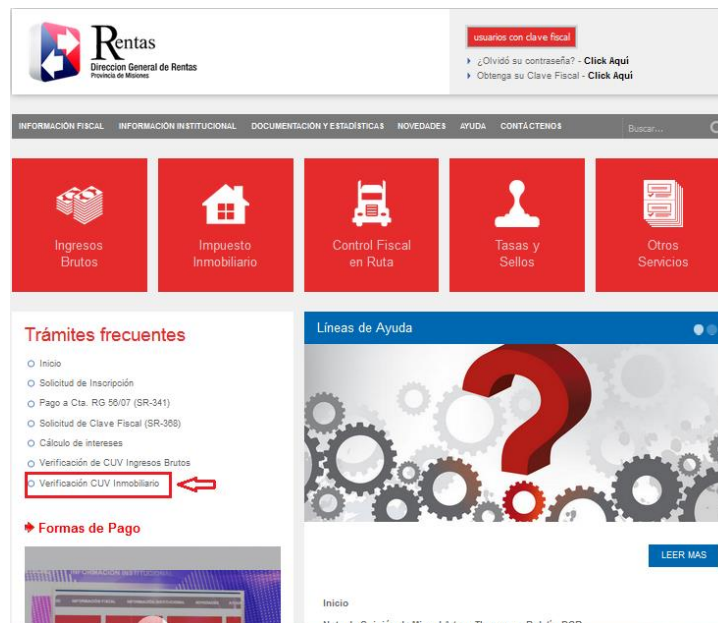 Rentas
Direccion General de Rentas
Provincia de Misiones
usuarios con clave fiscal
¿Olvidó su contraseña? - Click Aquí
Obtenga su Clave Fiscal - Click Aquí
INFORMACIÓN FISCAL INFORMACIÓN INSTITUCIONAL DOCUMENTACIÓN Y ESTADÍSTICAS NOVEDADES AYUDA CONTÁCTENOS Buscar...
Ingresos
Brutos
Impuesto
Inmobiliario
Control Fiscal
en Ruta
Tasas y
Sellos
Otros
Servicios
Trámites frecuentes
Inicio
Solicitud de Inscripción
Pago a Cta. RG 56/07 (SR-341)
Solicitud de Clave Fiscal (SR-368)
Cálculo de intereses
Verificación de CUV Ingresos Brutos
Verificación CUV Inmobiliario
Formas de Pago
INFORMACIÓN INSTITUCIONAL
Líneas de Ayuda
LEER MAS
Inicio